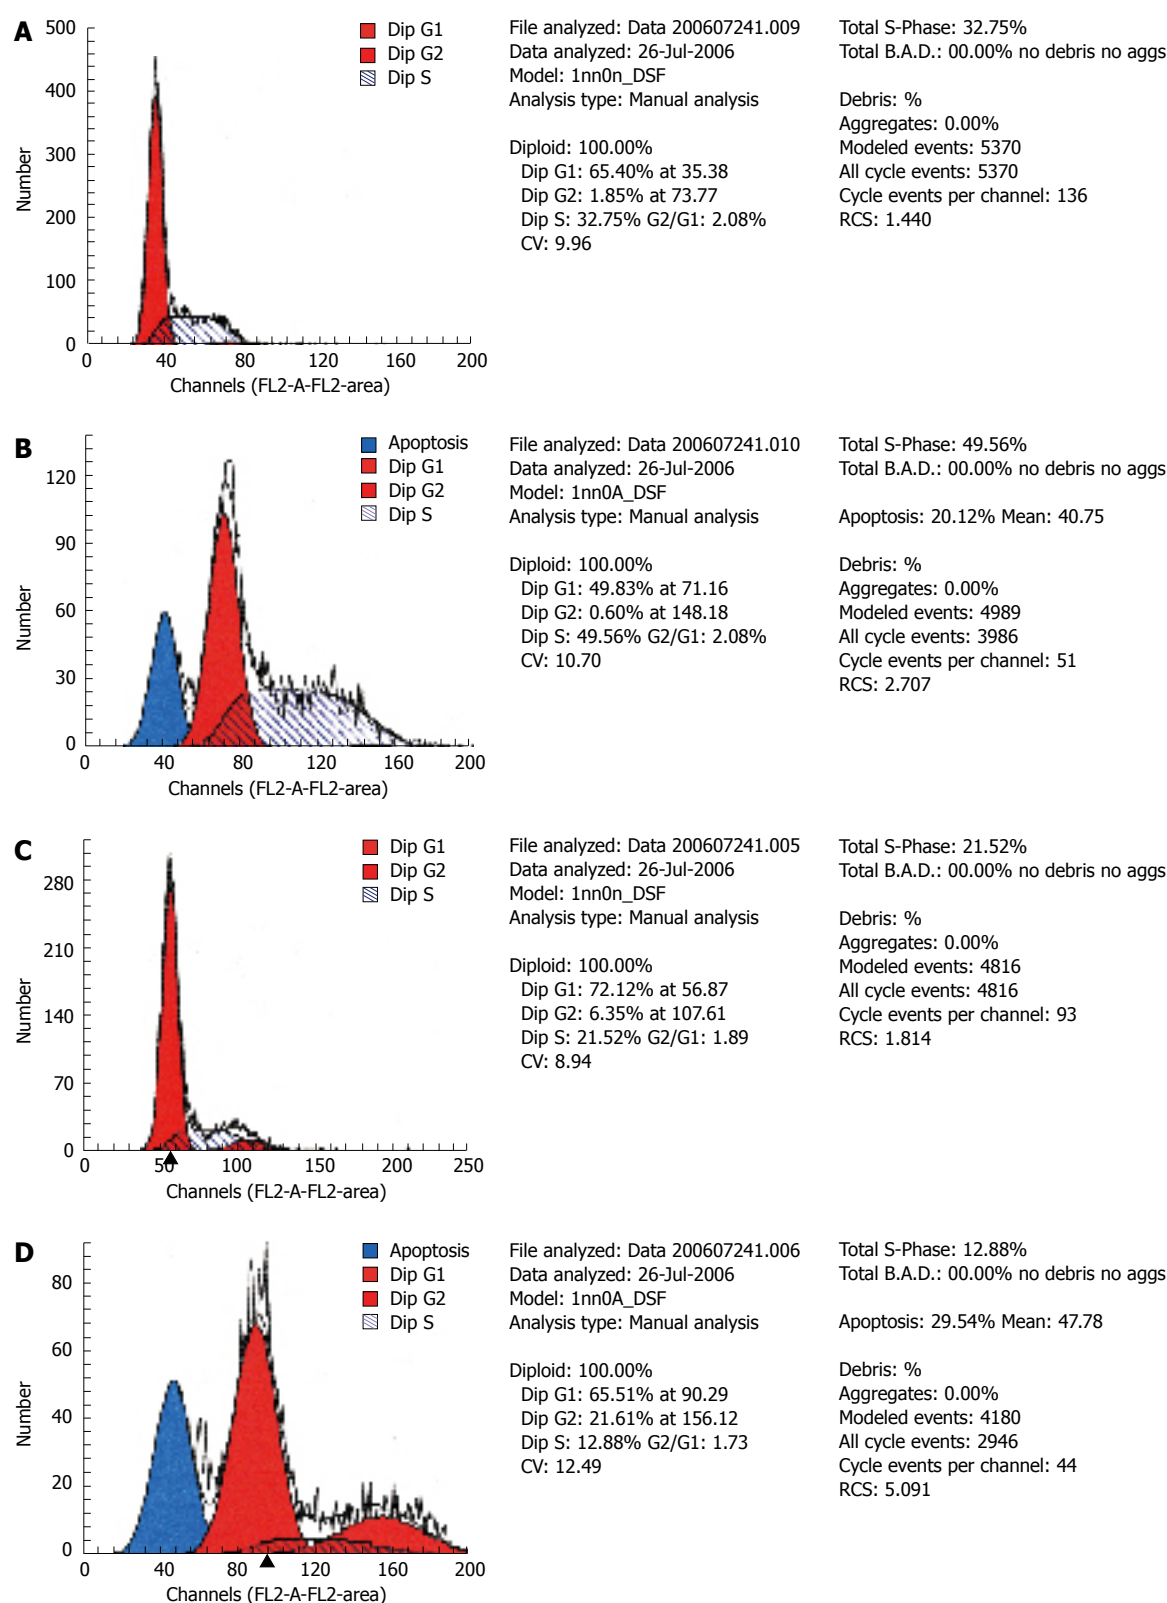 A
500
400
300
200
100
0
Number
0 40 80 120 160 200
Channels (FL2-A-FL2-area)
Dip G1
Dip G2
Dip S
File analyzed: Data 200607241.009
Data analyzed: 26-Jul-2006
Model: 1nn0n_DSF
Analysis type: Manual analysis
Diploid: 100.00%
Dip G1: 65.40% at 35.38
Dip G2: 1.85% at 73.77
Dip S: 32.75% G2/G1: 2.08%
CV: 9.96
Total S-Phase: 32.75%
Total B.A.D.: 00.00% no debris no aggs
Debris: %
Aggregates: 0.00%
Modeled events: 5370
All cycle events: 5370
Cycle events per channel: 136
RCS: 1.440
B
120
90
60
30
0
Number
0 40 80 120 160 200
Channels (FL2-A-FL2-area)
Apoptosis
Dip G1
Dip G2
Dip S
File analyzed: Data 200607241.010
Data analyzed: 26-Jul-2006
Model: 1nn0A_DSF
Analysis type: Manual analysis
Diploid: 100.00%
Dip G1: 49.83% at 71.16
Dip G2: 0.60% at 148.18
Dip S: 49.56% G2/G1: 2.08%
CV: 10.70
Total S-Phase: 49.56%
Total B.A.D.: 00.00% no debris no aggs
Apoptosis: 20.12% Mean: 40.75
Debris: %
Aggregates: 0.00%
Modeled events: 4989
All cycle events: 3986
Cycle events per channel: 51
RCS: 2.707
C
280
210
140
70
0
Number
0 50 100 150 200 250
Channels (FL2-A-FL2-area)
Dip G1
Dip G2
Dip S
File analyzed: Data 200607241.005
Data analyzed: 26-Jul-2006
Model: 1nn0n_DSF
Analysis type: Manual analysis
Diploid: 100.00%
Dip G1: 72.12% at 56.87
Dip G2: 6.35% at 107.61
Dip S: 21.52% G2/G1: 1.89
CV: 8.94
Total S-Phase: 21.52%
Total B.A.D.: 00.00% no debris no aggs
Debris: %
Aggregates: 0.00%
Modeled events: 4816
All cycle events: 4816
Cycle events per channel: 93
RCS: 1.814
D
80
60
40
20
0
Number
0 40 80 120 160 200
Channels (FL2-A-FL2-area)
Apoptosis
Dip G1
Dip G2
Dip S
File analyzed: Data 200607241.006
Data analyzed: 26-Jul-2006
Model: 1nn0A_DSF
Analysis type: Manual analysis
Diploid: 100.00%
Dip G1: 65.51% at 90.29
Dip G2: 21.61% at 156.12
Dip S: 12.88% G2/G1: 1.73
CV: 12.49
Total S-Phase: 12.88%
Total B.A.D.: 00.00% no debris no aggs
Apoptosis: 29.54% Mean: 47.78
Debris: %
Aggregates: 0.00%
Modeled events: 4180
All cycle events: 2946
Cycle events per channel: 44
RCS: 5.091